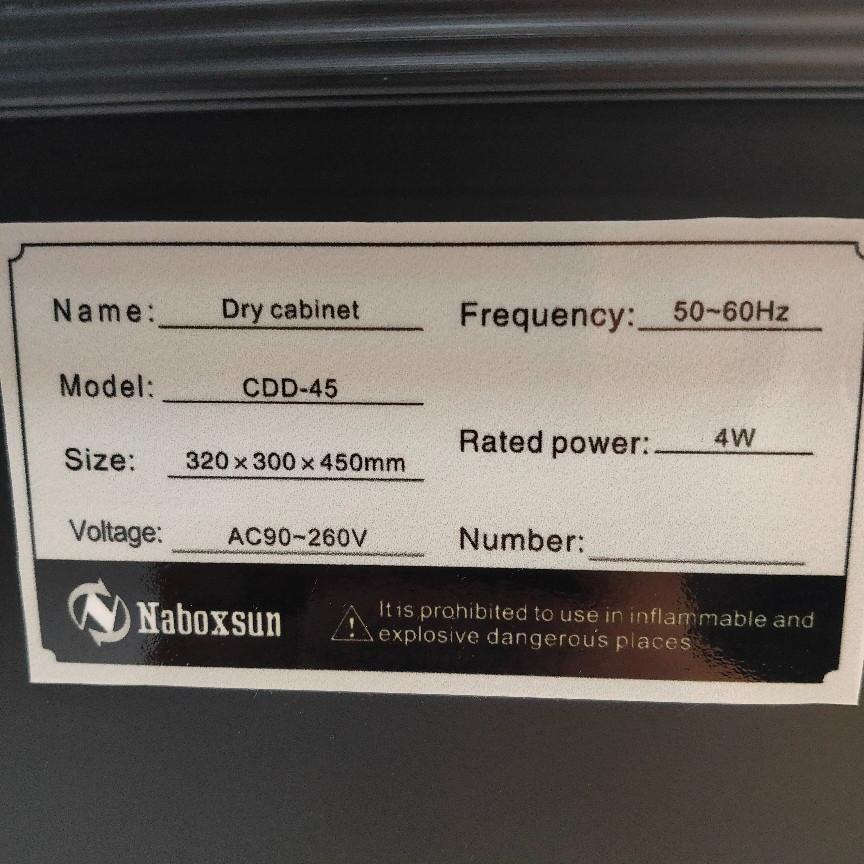 Name: Dry cabinet
Frequency: 50~60Hz
Model: CDD-45
Rated power: 4W
Size: 320×300×450mm
Voltage: AC90~260V
Number:
Naboxsun
It is prohibited to use in inflammable and
explosive dangerous places